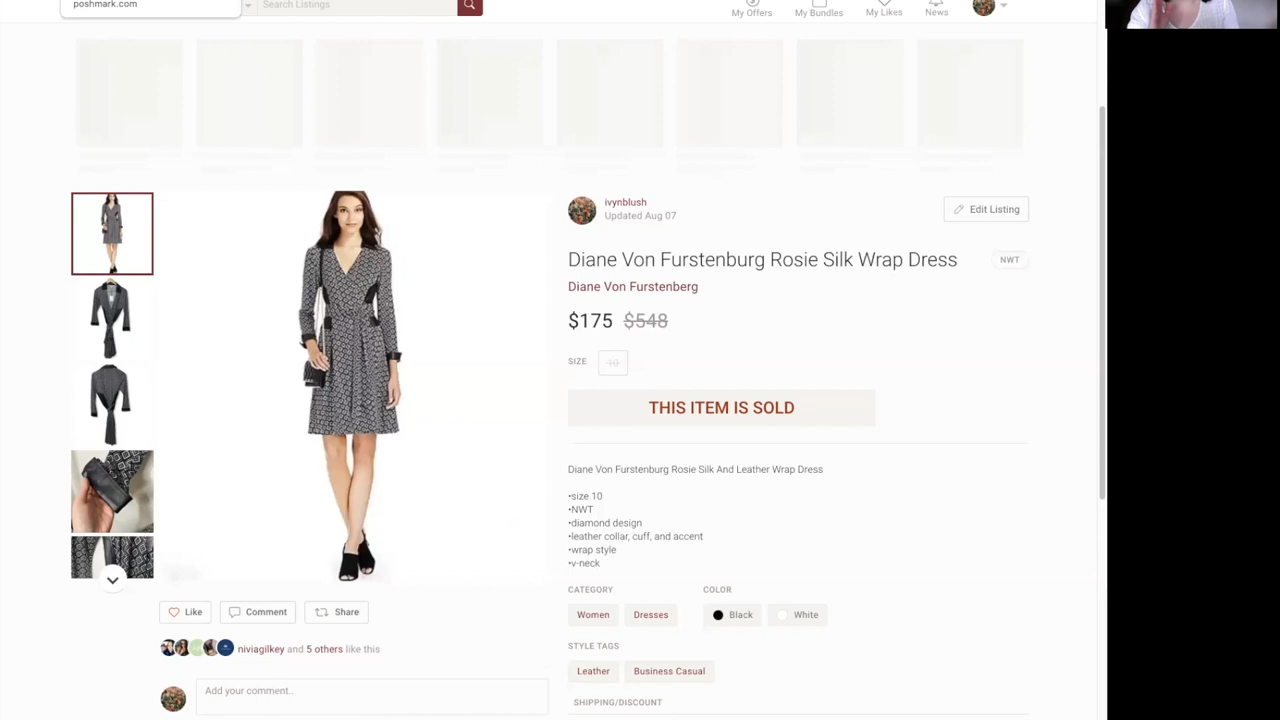 poshmark.com
Search Listings
My Offers
My Bundles
My Likes
News
ivynblush
Updated Aug 07
Edit Listing
Diane Von Furstenburg Rosie Silk Wrap Dress
NWT
Diane Von Furstenberg
$175 $548
SIZE
10
THIS ITEM IS SOLD
Diane Von Furstenburg Rosie Silk And Leather Wrap Dress
•size 10
•NWT
•diamond design
•leather collar, cuff, and accent
•wrap style
•v-neck
CATEGORY
Women
Dresses
COLOR
Black
White
STYLE TAGS
Leather
Business Casual
SHIPPING/DISCOUNT
Like
Comment
Share
niviagilkey and 5 others like this
Add your comment..